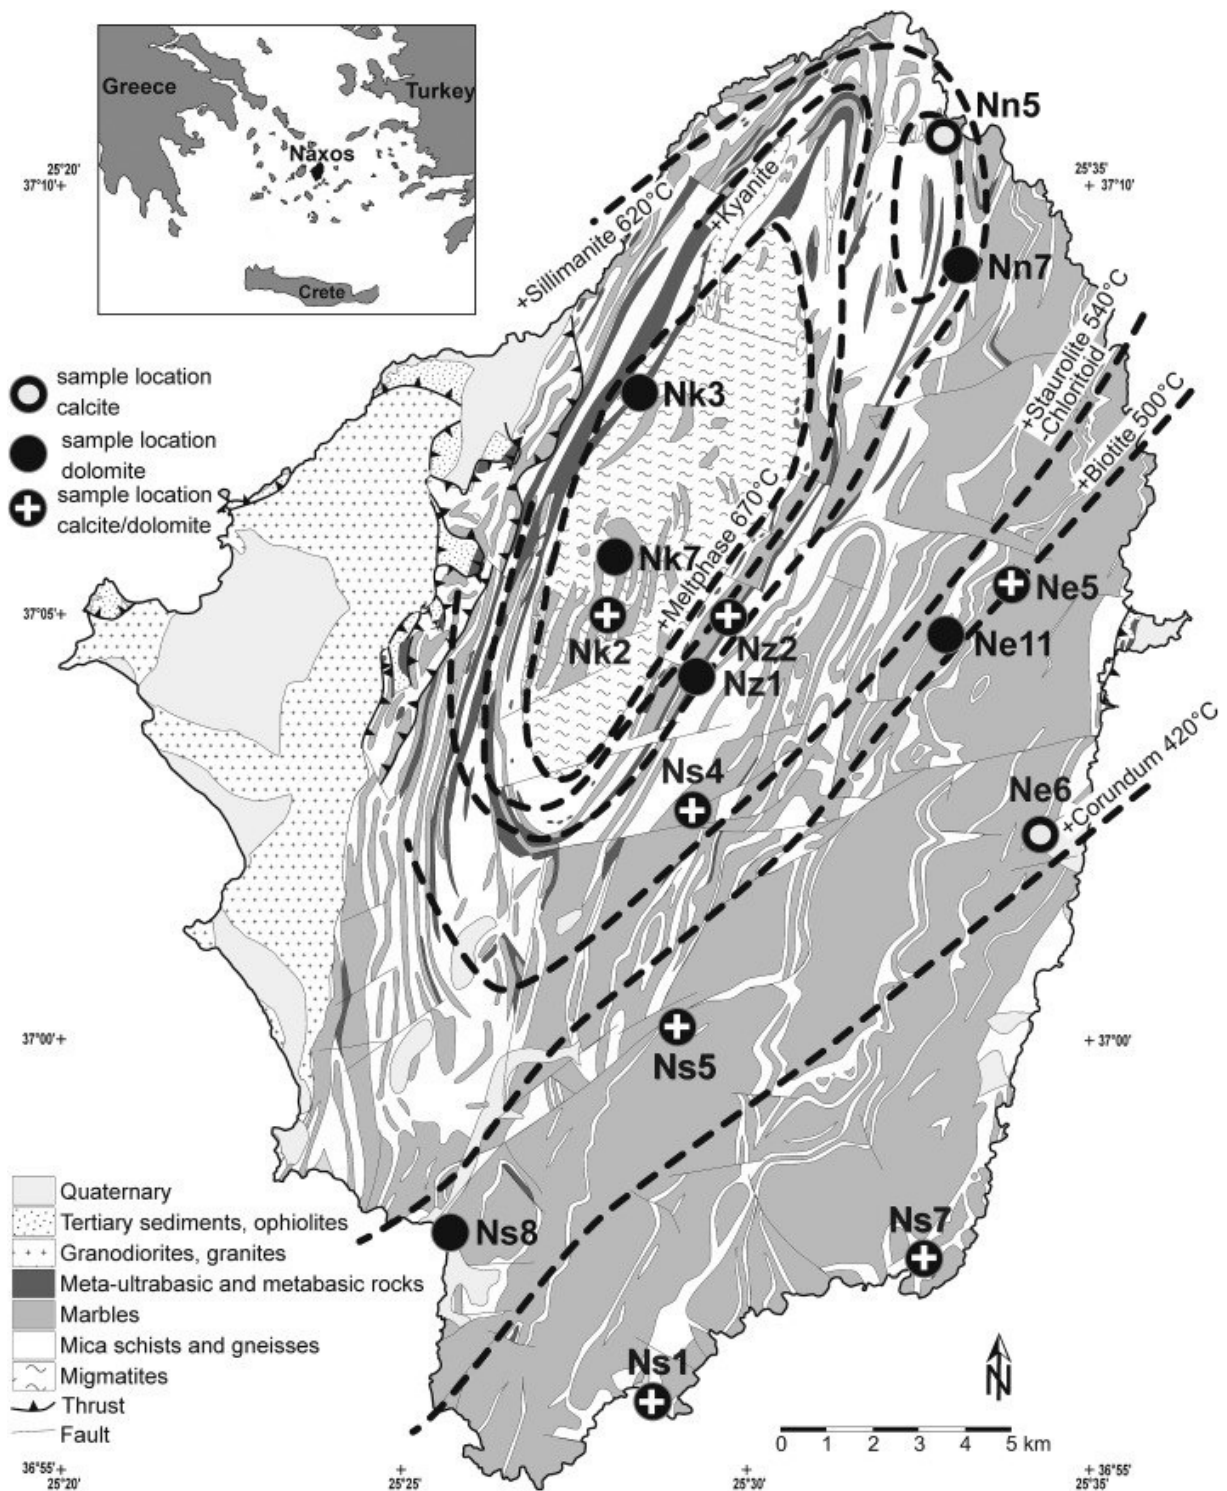 Greece
Turkey
Naxos
Crete
25°20'
37°10'
25°35'
37°10'
Nn5
+Sillimanite 620°C
+Kyanite
Nn7
sample location
calcite
sample location
dolomite
sample location
calcite/dolomite
Nk3
+Staurolite 540°C
-Chloritoid
+Biotite 500°C
+Meltphase 670°C
Nk7
Ne5
37°05'
Nk2
Nz2
Ne11
Nz1
Ns4
Ne6
+Corundum 420°C
37°00'
37°00'
Ns5
Quaternary
Tertiary sediments, ophiolites
Granodiorites, granites
Meta-ultrabasic and metabasic rocks
Marbles
Mica schists and gneisses
Migmatites
Thrust
Fault
Ns8
Ns7
Ns1
N
0 1 2 3 4 5 km
36°55'
25°20'
25°25'
25°30'
36°55'
25°35'